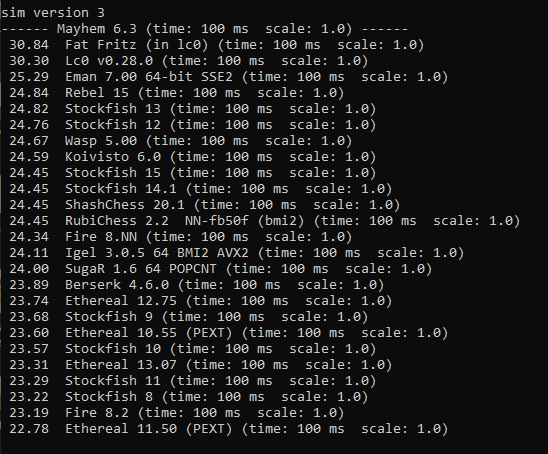 sim version 3
------ Mayhem 6.3 (time: 100 ms  scale: 1.0) ------
30.84  Fat Fritz (in lc0) (time: 100 ms  scale: 1.0)
30.30  Lc0 v0.28.0 (time: 100 ms  scale: 1.0)
25.29  Eman 7.00 64-bit SSE2 (time: 100 ms  scale: 1.0)
24.84  Rebel 15 (time: 100 ms  scale: 1.0)
24.82  Stockfish 13 (time: 100 ms  scale: 1.0)
24.76  Stockfish 12 (time: 100 ms  scale: 1.0)
24.67  Wasp 5.00 (time: 100 ms  scale: 1.0)
24.59  Koivisto 6.0 (time: 100 ms  scale: 1.0)
24.45  Stockfish 15 (time: 100 ms  scale: 1.0)
24.45  Stockfish 14.1 (time: 100 ms  scale: 1.0)
24.45  ShashChess 20.1 (time: 100 ms  scale: 1.0)
24.45  RubiChess 2.2  NN-fb50f (bmi2) (time: 100 ms  scale: 1.0)
24.34  Fire 8.NN (time: 100 ms  scale: 1.0)
24.11  Igel 3.0.5 64 BMI2 AVX2 (time: 100 ms  scale: 1.0)
24.00  SugaR 1.6 64 POPCNT (time: 100 ms  scale: 1.0)
23.89  Berserk 4.6.0 (time: 100 ms  scale: 1.0)
23.74  Ethereal 12.75 (time: 100 ms  scale: 1.0)
23.68  Stockfish 9 (time: 100 ms  scale: 1.0)
23.60  Ethereal 10.55 (PEXT) (time: 100 ms  scale: 1.0)
23.57  Stockfish 10 (time: 100 ms  scale: 1.0)
23.31  Ethereal 13.07 (time: 100 ms  scale: 1.0)
23.29  Stockfish 11 (time: 100 ms  scale: 1.0)
23.22  Stockfish 8 (time: 100 ms  scale: 1.0)
23.19  Fire 8.2 (time: 100 ms  scale: 1.0)
22.78  Ethereal 11.50 (PEXT) (time: 100 ms  scale: 1.0)